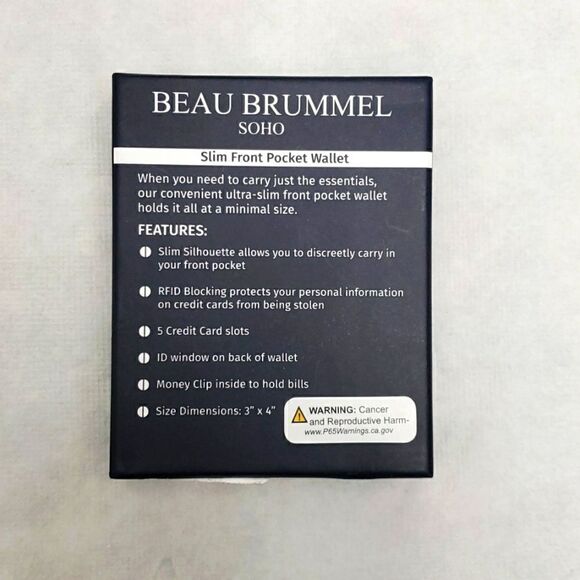 BEAU BRUMMEL
SOHO
Slim Front Pocket Wallet
When you need to carry just the essentials,
our convenient ultra-slim front pocket wallet
holds it all at a minimal size.
FEATURES:
Slim Silhouette allows you to discreetly carry in
your front pocket
RFID Blocking protects your personal information
on credit cards from being stolen
5 Credit Card slots
ID window on back of wallet
Money Clip inside to hold bills
Size Dimensions: 3” x 4”
WARNING: Cancer
and Reproductive Harm-
www.P65Warnings.ca.gov